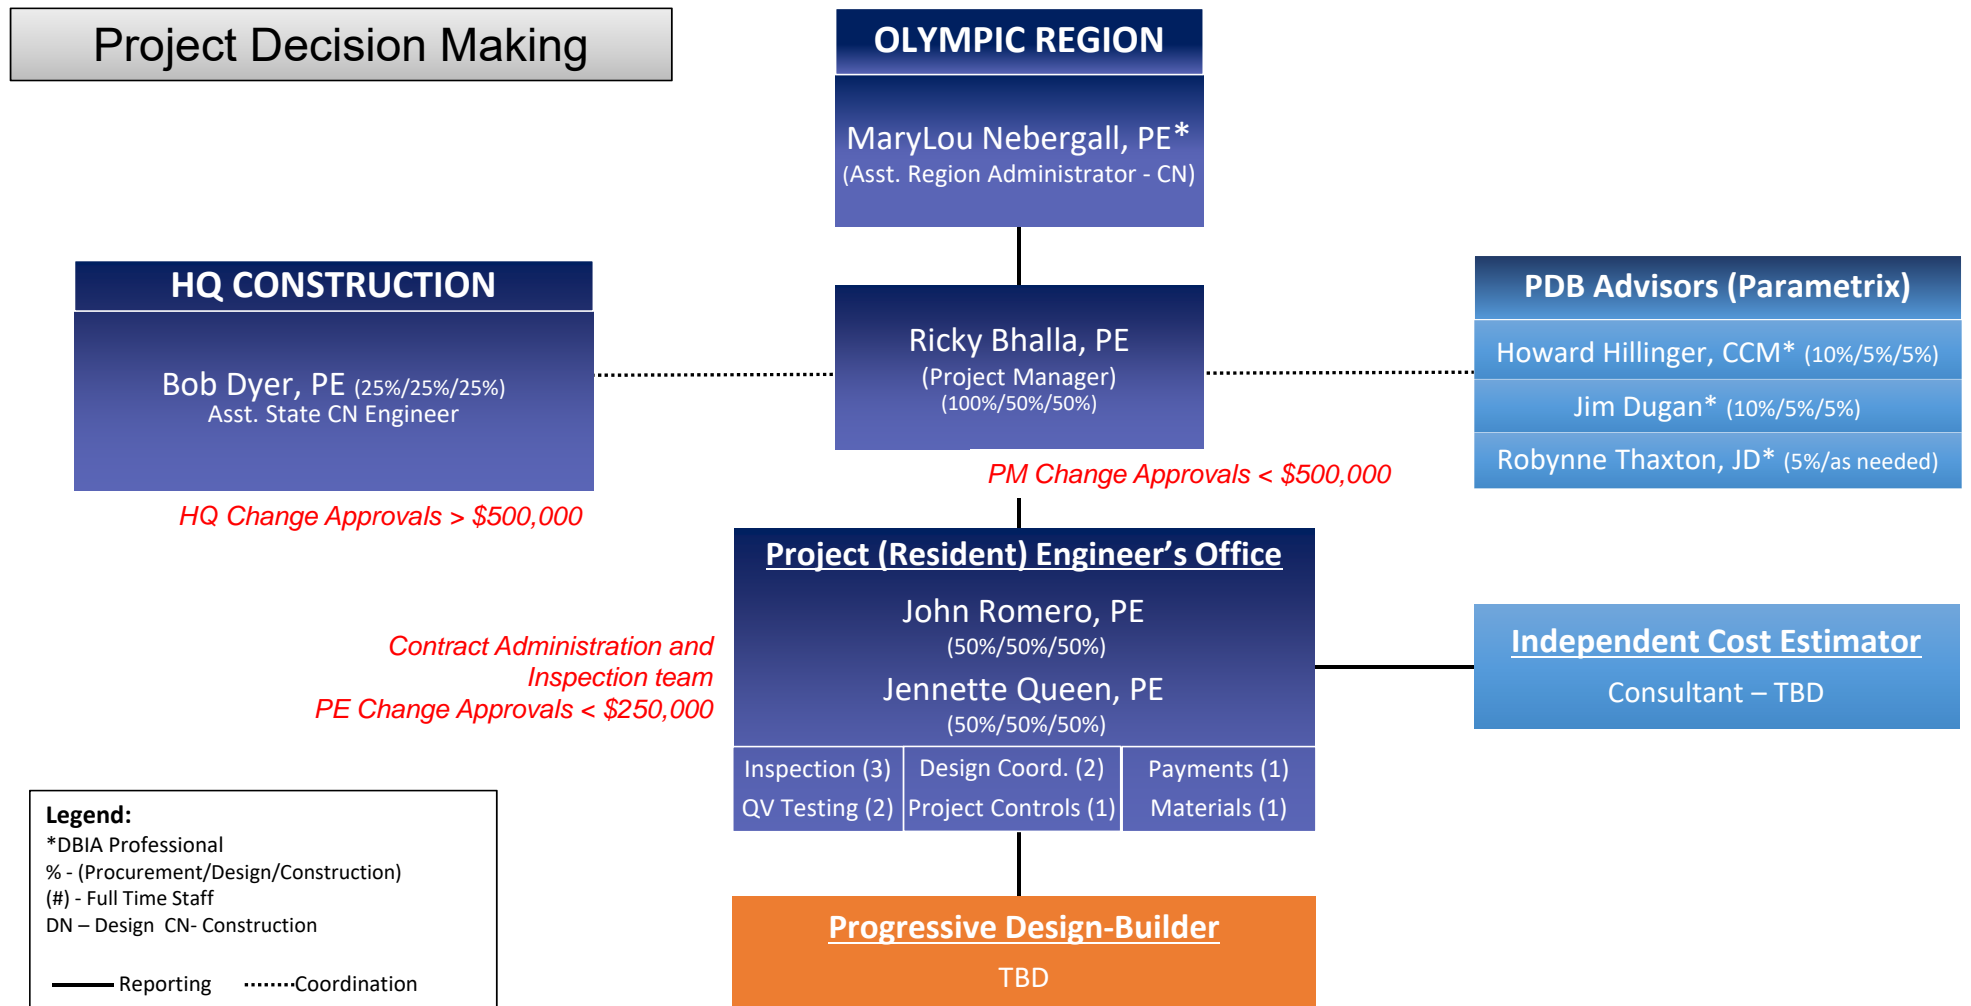 Project Decision Making
OLYMPIC REGION
MaryLou Nebergall, PE*
(Asst. Region Administrator - CN)
HQ CONSTRUCTION
Bob Dyer, PE (25%/25%/25%)
Asst. State CN Engineer
HQ Change Approvals > $500,000
Ricky Bhalla, PE
(Project Manager)
(100%/50%/50%)
PM Change Approvals < $500,000
PDB Advisors (Parametrix)
Howard Hillinger, CCM* (10%/5%/5%)
Jim Dugan* (10%/5%/5%)
Robynne Thaxton, JD* (5%/as needed)
Project (Resident) Engineer’s Office
John Romero, PE
(50%/50%/50%)
Jennette Queen, PE
(50%/50%/50%)
Inspection (3) Design Coord. (2) Payments (1)
QV Testing (2) Project Controls (1) Materials (1)
Contract Administration and
Inspection team
PE Change Approvals < $250,000
Independent Cost Estimator
Consultant – TBD
Progressive Design-Builder
TBD
Legend:
*DBIA Professional
% - (Procurement/Design/Construction)
(#) - Full Time Staff
DN – Design CN- Construction
Reporting Coordination